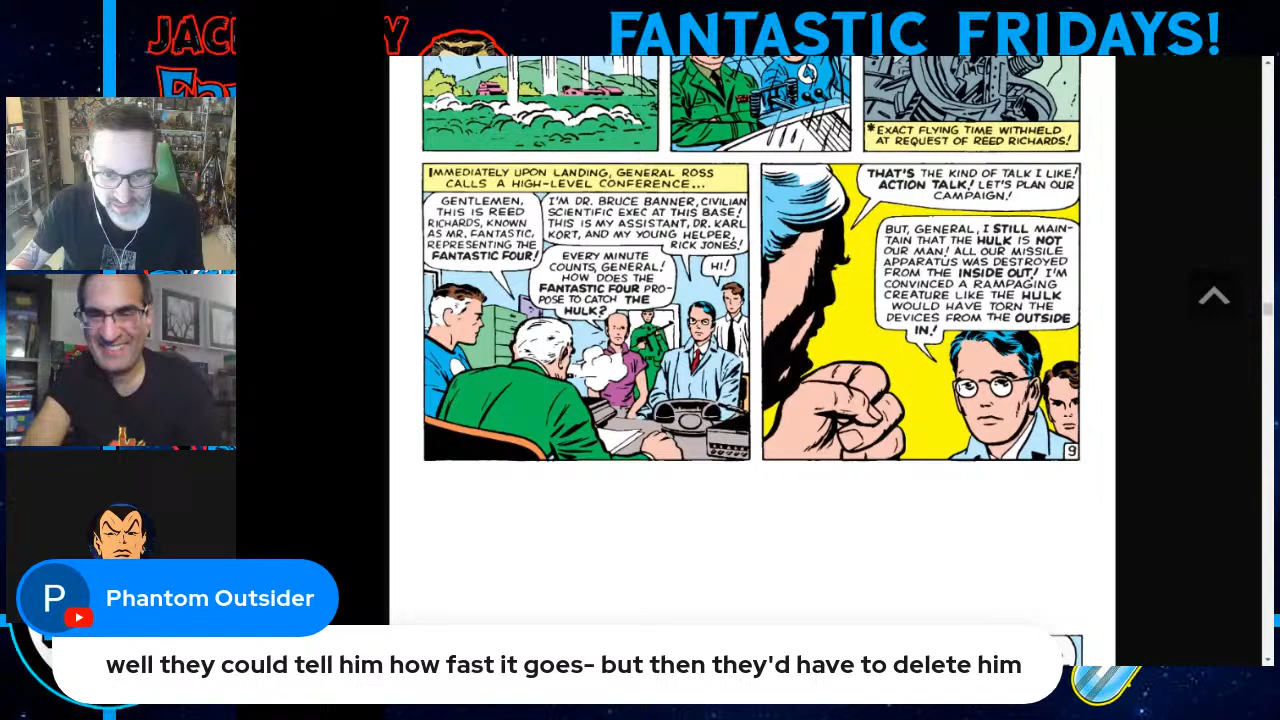 FANTASTIC FRIDAYS!
*EXACT FLYING TIME WITHHELD
AT REQUEST OF REED RICHARDS!
IMMEDIATELY UPON LANDING, GENERAL ROSS
CALLS A HIGH-LEVEL CONFERENCE...
GENTLEMEN,
THIS IS REED
RICHARDS, KNOWN
AS MR. FANTASTIC,
REPRESENTING THE
FANTASTIC FOUR!
I'M DR. BRUCE BANNER, CIVILIAN
SCIENTIFIC EXEC AT THIS BASE!
THIS IS MY ASSISTANT, DR. KARL
KORT, AND MY YOUNG HELPER,
RICK JONES!
EVERY MINUTE
COUNTS, GENERAL!
HOW DOES THE
FANTASTIC FOUR PRO-
POSE TO CATCH THE
HULK?
HI!
THAT'S THE KIND OF TALK I LIKE!
ACTION TALK! LET'S PLAN OUR
CAMPAIGN!
BUT, GENERAL, I STILL MAIN-
TAIN THAT THE HULK IS NOT
OUR MAN! ALL OUR MISSILE
APPARATUS WAS DESTROYED
FROM THE INSIDE OUT! I'M
CONVINCED A RAMPAGING
CREATURE LIKE THE HULK
WOULD HAVE TORN THE
DEVICES FROM THE OUTSIDE
IN!
9
P
Phantom Outsider
well they could tell him how fast it goes- but then they'd have to delete him